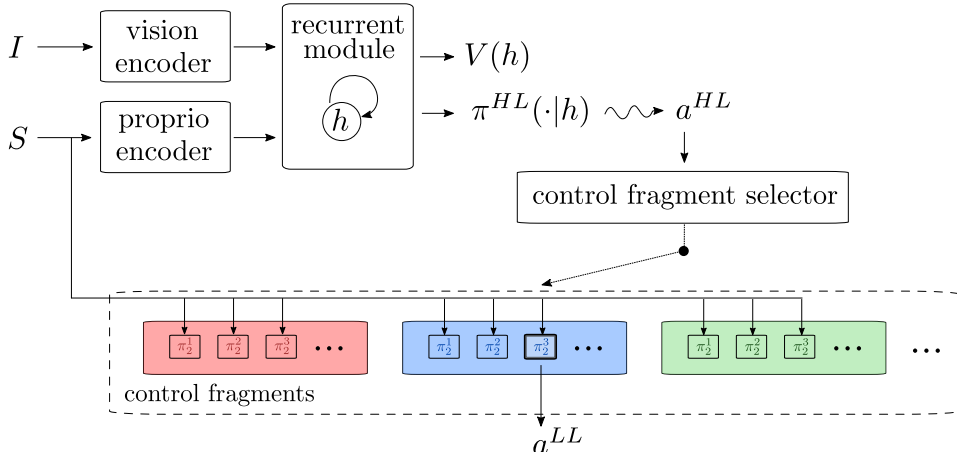 I
vision
encoder
recurrent
module
h
V(h)
S
proprio
encoder
π^{HL}(·|h)
a^{HL}
control fragment selector
π_2^1 π_2^2 π_2^3 ...
π_2^1 π_2^2 π_2^3 ...
π_2^1 π_2^2 π_2^3 ...
...
control fragments
a^{LL}